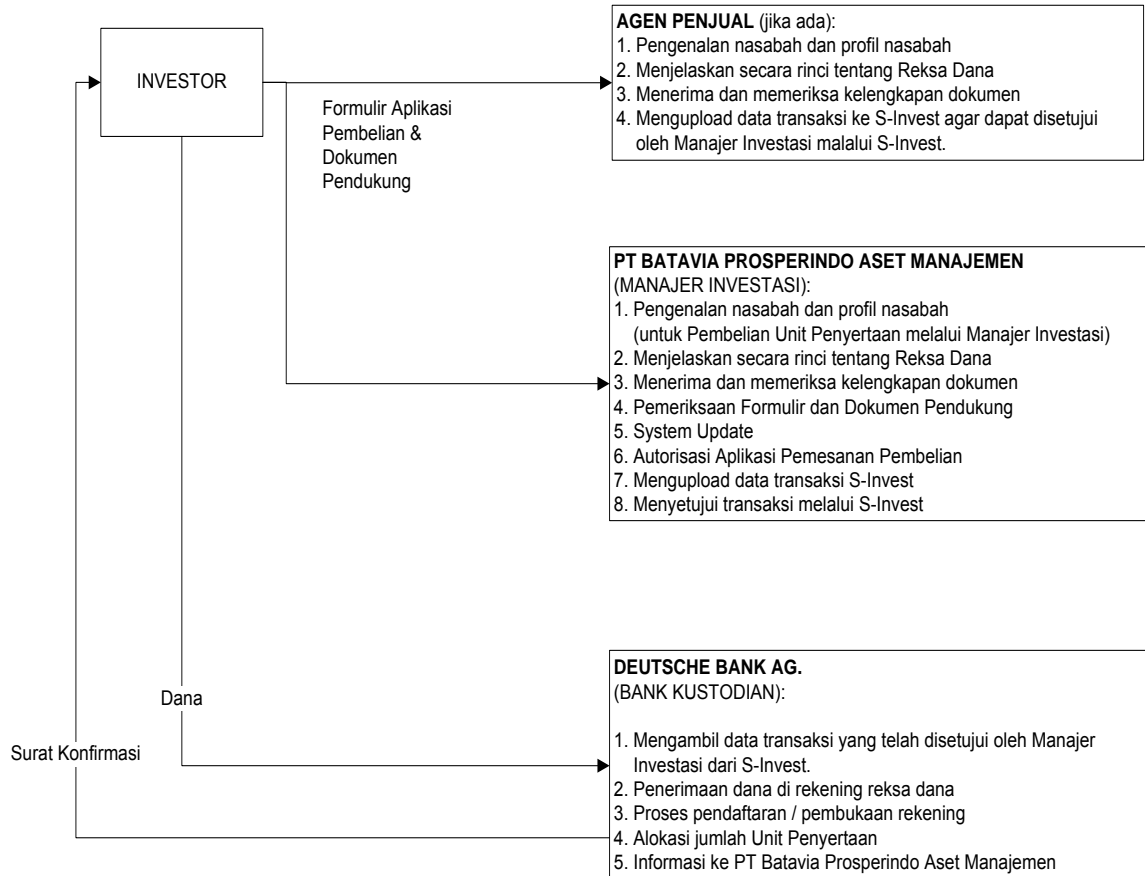 INVESTOR
Formulir Aplikasi
Pembelian &
Dokumen
Pendukung
AGEN PENJUAL (jika ada):
1. Pengenalan nasabah dan profil nasabah
2. Menjelaskan secara rinci tentang Reksa Dana
3. Menerima dan memeriksa kelengkapan dokumen
4. Mengupload data transaksi ke S-Invest agar dapat disetujui
oleh Manajer Investasi malalui S-Invest.
PT BATAVIA PROSPERINDO ASET MANAJEMEN
(MANAJER INVESTASI):
1. Pengenalan nasabah dan profil nasabah
(untuk Pembelian Unit Penyertaan melalui Manajer Investasi)
2. Menjelaskan secara rinci tentang Reksa Dana
3. Menerima dan memeriksa kelengkapan dokumen
4. Pemeriksaan Formulir dan Dokumen Pendukung
5. System Update
6. Autorisasi Aplikasi Pemesanan Pembelian
7. Mengupload data transaksi S-Invest
8. Menyetujui transaksi melalui S-Invest
Dana
Surat Konfirmasi
DEUTSCHE BANK AG.
(BANK KUSTODIAN):
1. Mengambil data transaksi yang telah disetujui oleh Manajer
Investasi dari S-Invest.
2. Penerimaan dana di rekening reksa dana
3. Proses pendaftaran / pembukaan rekening
4. Alokasi jumlah Unit Penyertaan
5. Informasi ke PT Batavia Prosperindo Aset Manajemen